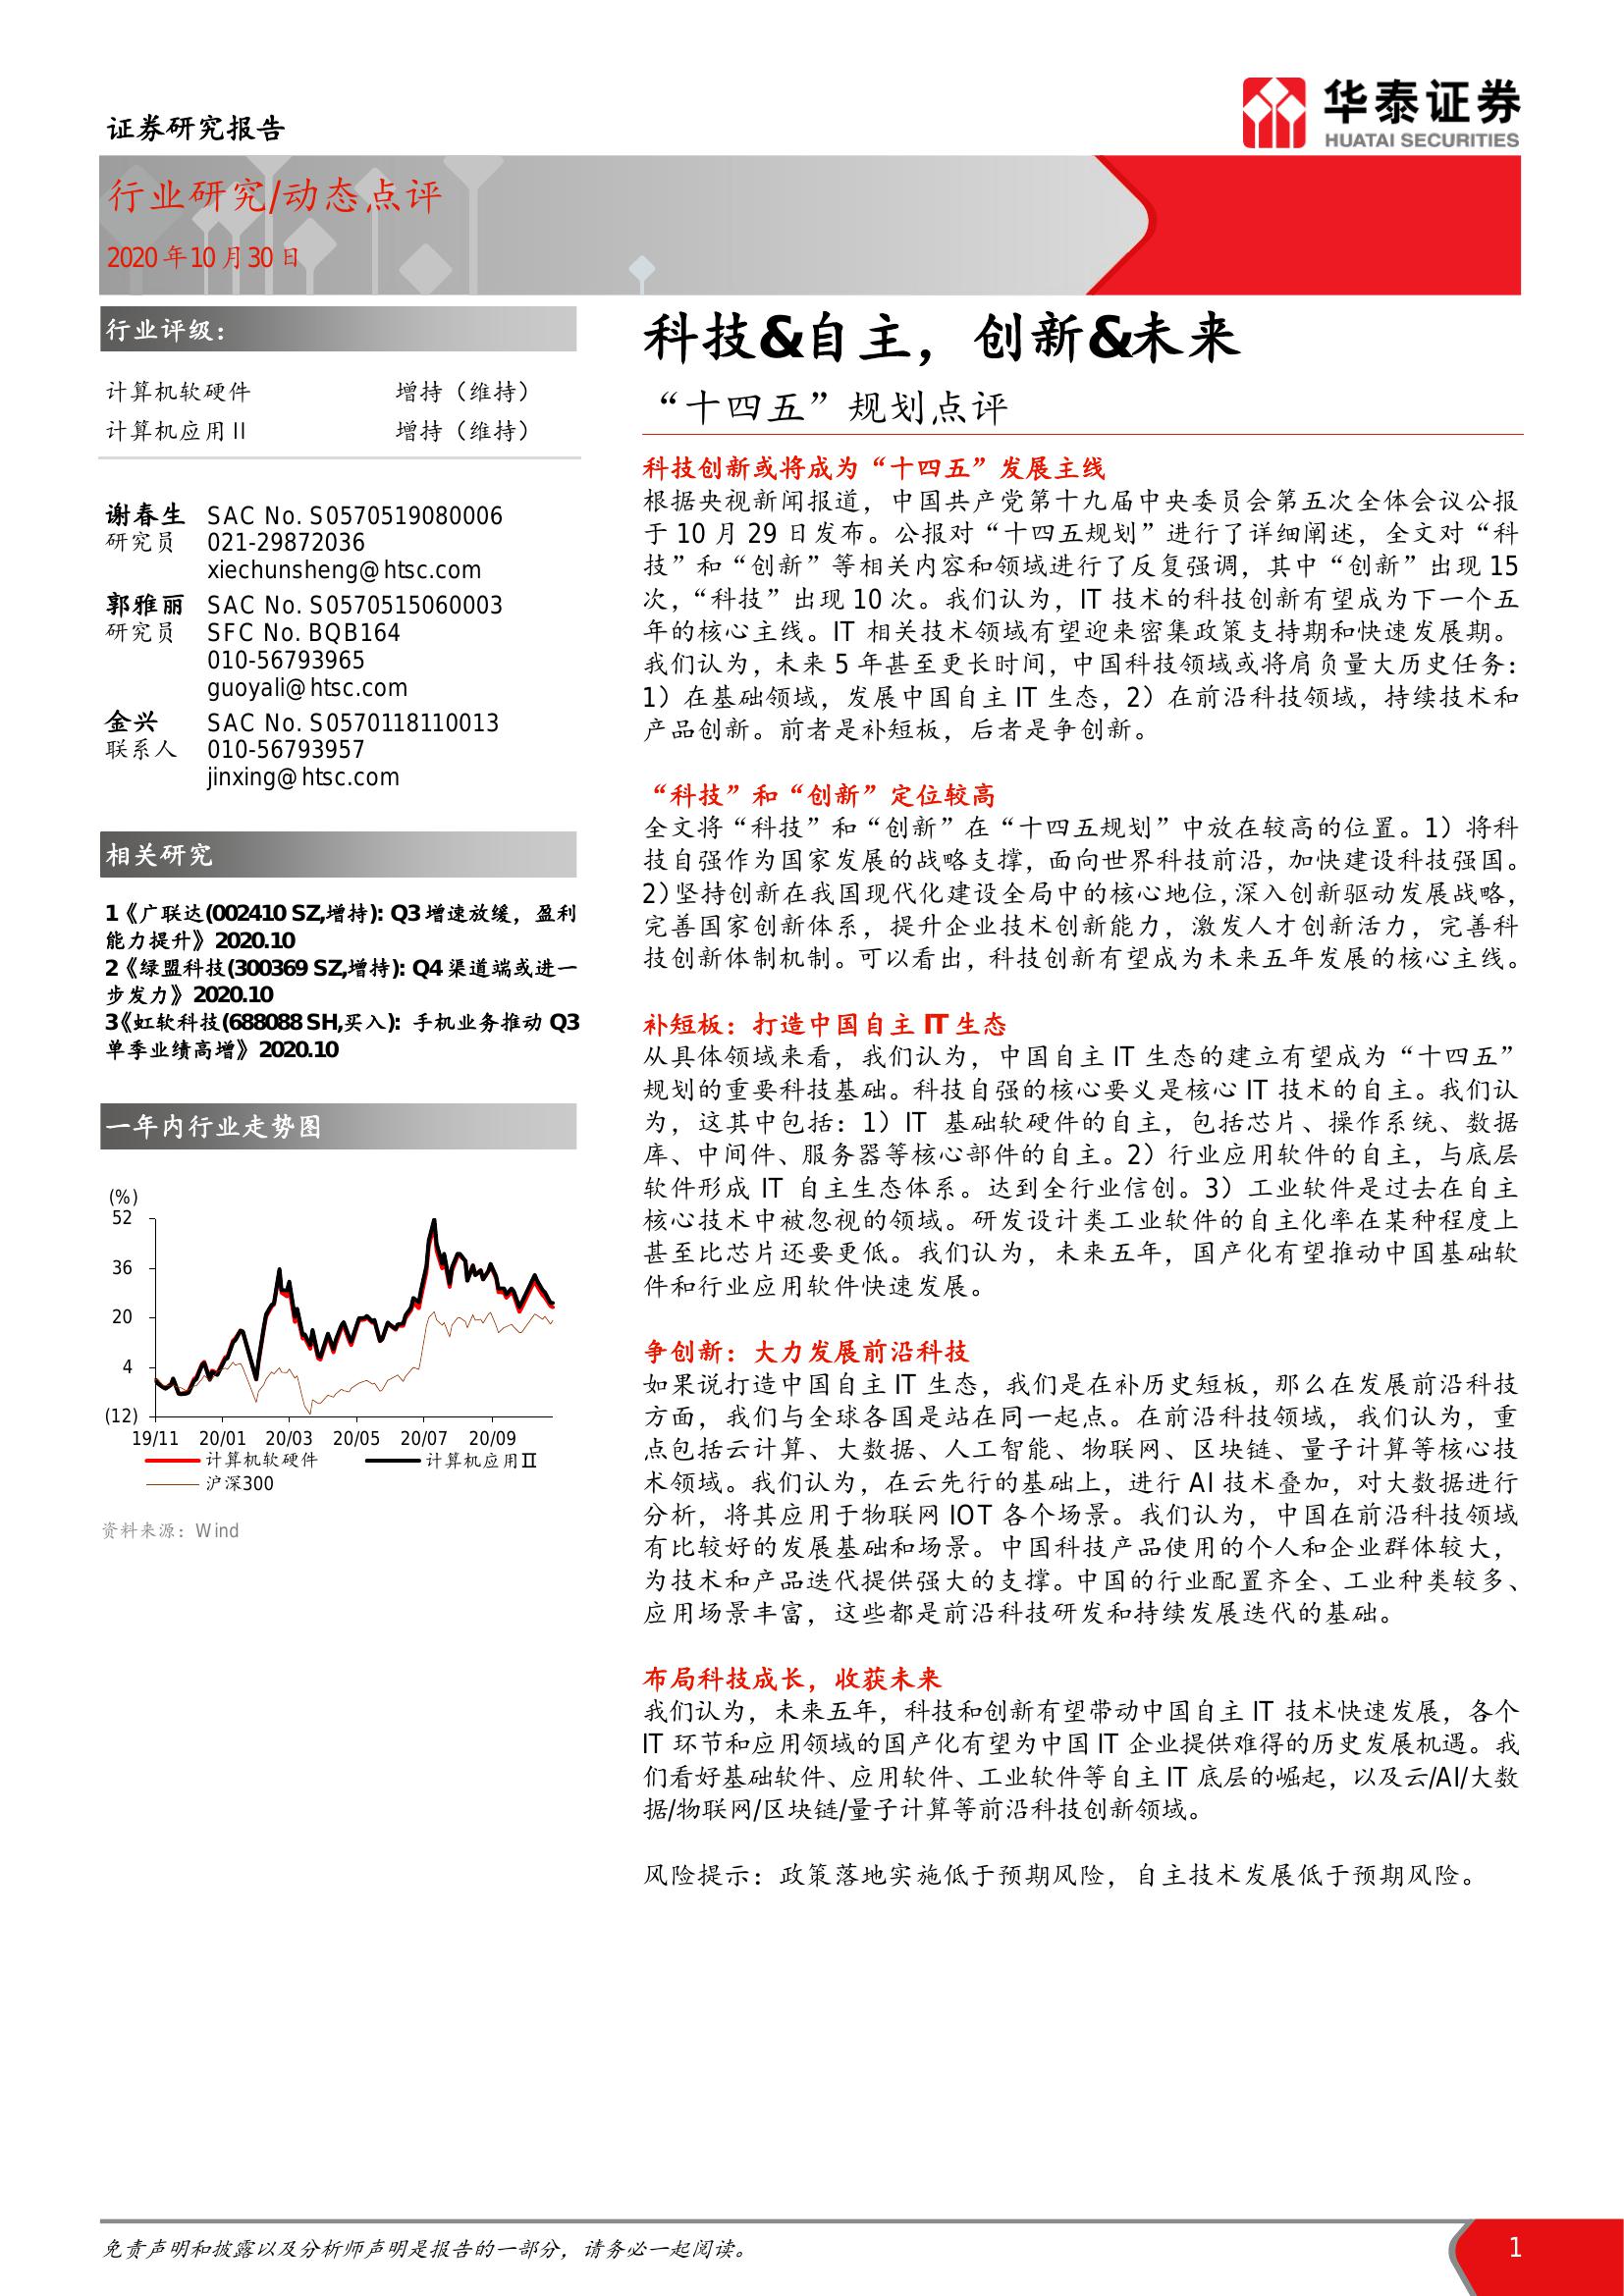 证券研究报告
华泰证券
HUATAI SECURITIES
行业研究/动态点评
2020年10月30日
行业评级:
计算机软硬件 增持（维持）
计算机应用II 增持（维持）
谢春生 SAC No. S0570519080006
研究员 021-29872036
xiechunsheng@htsc.com
郭雅丽 SAC No. S0570515060003
研究员 SFC No. BQB164
010-56793965
guoyali@htsc.com
金兴 SAC No. S0570118110013
联系人 010-56793957
jinxing@htsc.com
相关研究
1《广联达(002410 SZ,增持): Q3增速放缓，盈利
能力提升》2020.10
2《绿盟科技(300369 SZ,增持): Q4渠道端或进一
步发力》2020.10
3《虹软科技(688088 SH,买入): 手机业务推动 Q3
单季业绩高增》2020.10
一年内行业走势图
(%)
52
36
20
4
(12)
19/11 20/01 20/03 20/05 20/07 20/09
计算机软硬件 计算机应用Ⅱ
沪深300
资料来源：Wind
科技&自主，创新&未来
“十四五”规划点评
科技创新或将成为“十四五”发展主线
根据央视新闻报道，中国共产党第十九届中央委员会第五次全体会议公报
于 10 月 29 日发布。公报对“十四五规划”进行了详细阐述，全文对“科
技”和“创新”等相关内容和领域进行了反复强调，其中“创新”出现 15
次，“科技”出现 10 次。我们认为，IT 技术的科技创新有望成为下一个五
年的核心主线。IT 相关技术领域有望迎来密集政策支持期和快速发展期。
我们认为，未来 5 年甚至更长时间，中国科技领域或将肩负量大历史任务：
1）在基础领域，发展中国自主 IT 生态，2）在前沿科技领域，持续技术和
产品创新。前者是补短板，后者是争创新。
“科技”和“创新”定位较高
全文将“科技”和“创新”在“十四五规划”中放在较高的位置。1）将科
技自强作为国家发展的战略支撑，面向世界科技前沿，加快建设科技强国。
2）坚持创新在我国现代化建设全局中的核心地位，深入创新驱动发展战略，
完善国家创新体系，提升企业技术创新能力，激发人才创新活力，完善科
技创新体制机制。可以看出，科技创新有望成为未来五年发展的核心主线。
补短板：打造中国自主 IT 生态
从具体领域来看，我们认为，中国自主 IT 生态的建立有望成为“十四五”
规划的重要科技基础。科技自强的核心要义是核心 IT 技术的自主。我们认
为，这其中包括：1）IT 基础软硬件的自主，包括芯片、操作系统、数据
库、中间件、服务器等核心部件的自主。2）行业应用软件的自主，与底层
软件形成 IT 自主生态体系。达到全行业信创。3）工业软件是过去在自主
核心技术中被忽视的领域。研发设计类工业软件的自主化率在某种程度上
甚至比芯片还要更低。我们认为，未来五年，国产化有望推动中国基础软
件和行业应用软件快速发展。
争创新：大力发展前沿科技
如果说打造中国自主 IT 生态，我们是在补历史短板，那么在发展前沿科技
方面，我们与全球各国是站在同一起点。在前沿科技领域，我们认为，重
点包括云计算、大数据、人工智能、物联网、区块链、量子计算等核心技
术领域。我们认为，在云先行的基础上，进行 AI 技术叠加，对大数据进行
分析，将其应用于物联网 IOT 各个场景。我们认为，中国在前沿科技领域
有比较好的发展基础和场景。中国科技产品使用的个人和企业群体较大，
为技术和产品迭代提供强大的支撑。中国的行业配置齐全、工业种类较多、
应用场景丰富，这些都是前沿科技研发和持续发展迭代的基础。
布局科技成长，收获未来
我们认为，未来五年，科技和创新有望带动中国自主 IT 技术快速发展，各个
IT 环节和应用领域的国产化有望为中国 IT 企业提供难得的历史发展机遇。我
们看好基础软件、应用软件、工业软件等自主 IT 底层的崛起，以及云/AI/大数
据/物联网/区块链/量子计算等前沿科技创新领域。
风险提示：政策落地实施低于预期风险，自主技术发展低于预期风险。
免责声明和披露以及分析师声明是报告的一部分，请务必一起阅读。
1